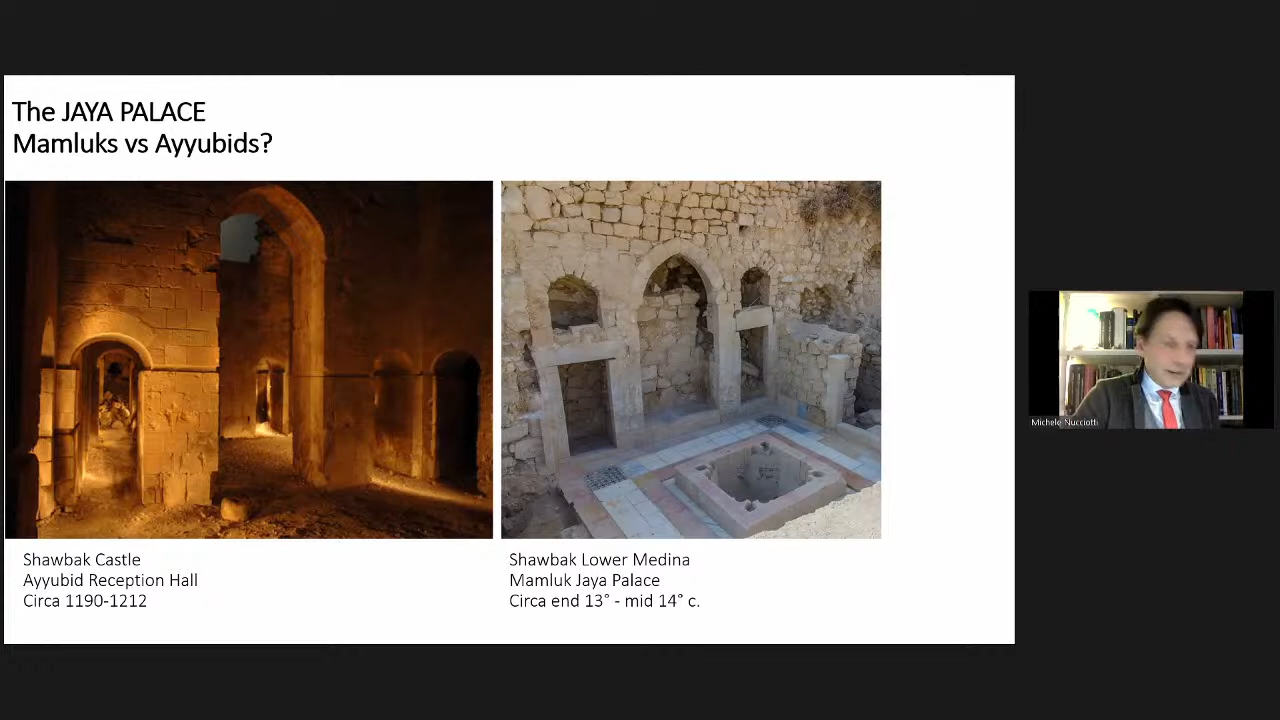 The JAYA PALACE
Mamluks vs Ayyubids?
Shawbak Castle
Ayyubid Reception Hall
Circa 1190-1212
Shawbak Lower Medina
Mamluk Jaya Palace
Circa end 13° - mid 14° c.
Michele Nucciotti